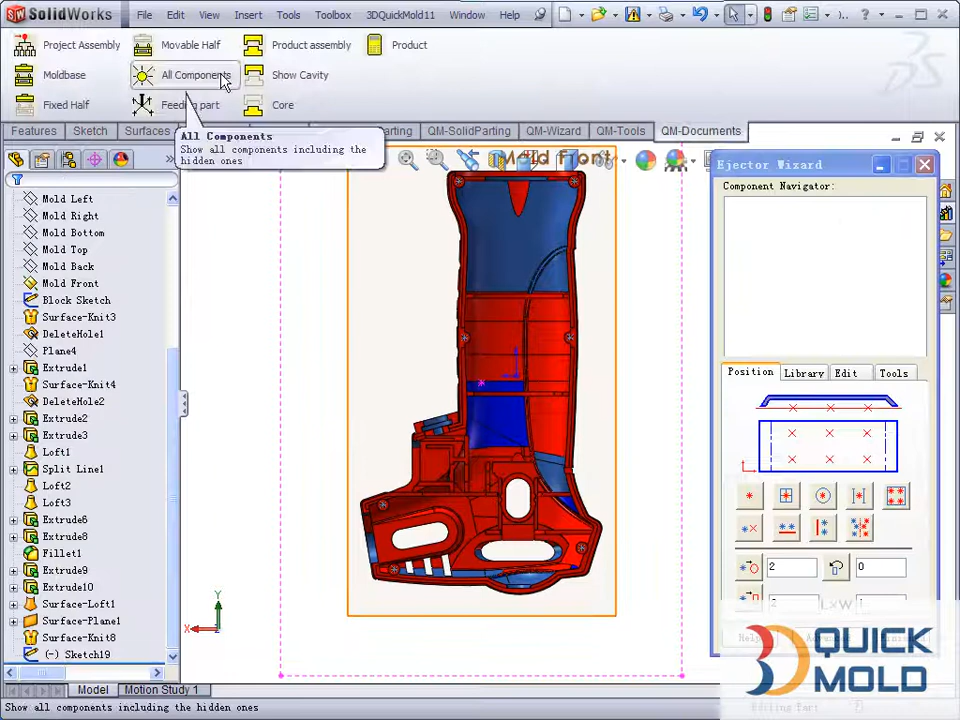 SolidWorks File Edit View Insert Tools Toolbox 3DQuickMold11 Window Help
Project Assembly Movable Half Product assembly Product
Moldbase All Components Show Cavity
Fixed Half Feeding part Core
Features Sketch Surfaces QM-SolidParting QM-Wizard QM-Tools QM-Documents
All Components
Show all components including the
hidden ones
Mold Front
Mold Left
Mold Right
Mold Bottom
Mold Top
Mold Back
Mold Front
Block Sketch
Surface-Knit3
DeleteHole1
Plane4
Extrude1
Surface-Knit4
DeleteHole2
Extrude2
Extrude3
Loft1
Split Line1
Loft2
Loft3
Extrude6
Extrude8
Fillet1
Extrude9
Extrude10
Surface-Loft1
Surface-Plane1
Surface-Knit8
(-) Sketch19
Y
X
Ejector Wizard
Component Navigator:
Position Library Edit Tools
2 0
L×W
QUICK
MOLD
Model Motion Study 1
Show all components including the hidden ones
Editing Part